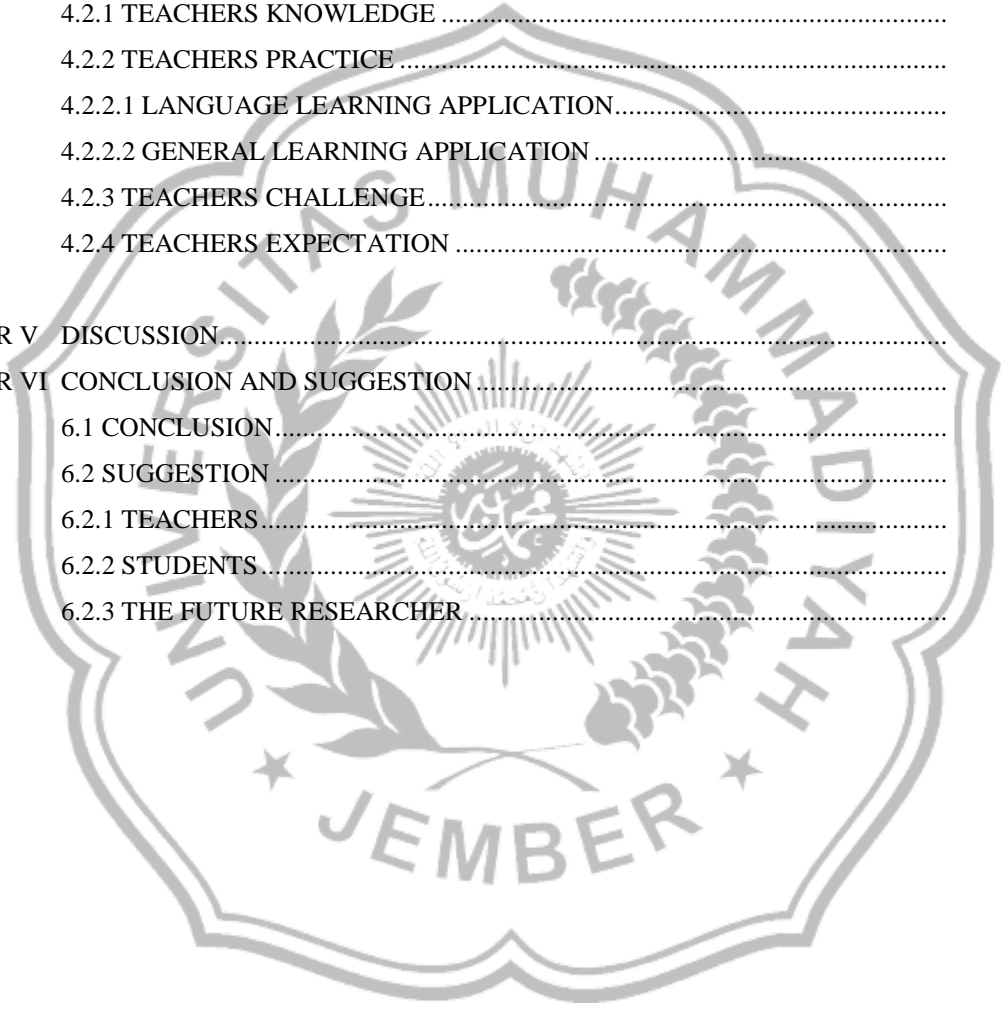 4.2.1 TEACHERS KNOWLEDGE ................................................................................
4.2.2 TEACHERS PRACTICE ......................................................................................
4.2.2.1 LANGUAGE LEARNING APPLICATION....................................................
4.2.2.2 GENERAL LEARNING APPLICATION .......................................................
4.2.3 TEACHERS CHALLENGE..................................................................................
4.2.4 TEACHERS EXPECTATION .............................................................................
R V DISCUSSION...................................................................................................................
R VI CONCLUSION AND SUGGESTION .........................................................................
6.1 CONCLUSION..........................................................................................................
6.2 SUGGESTION ..........................................................................................................
6.2.1 TEACHERS.............................................................................................................
6.2.2 STUDENTS.............................................................................................................
6.2.3 THE FUTURE RESEARCHER ............................................................................
UNIVERSITAS MUHAMMADIYAH
JEMBER